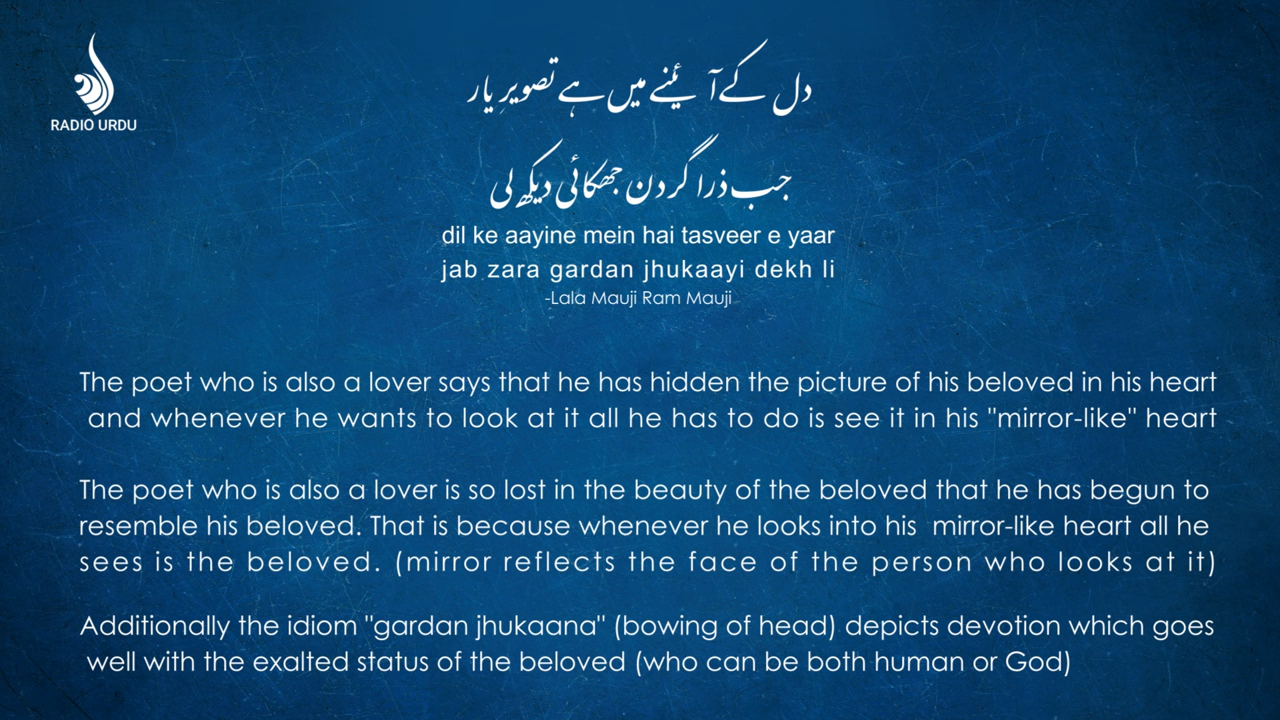 RADIO URDU
دل کے آئینے میں ہے تصویرِ یار
جب ذرا گردن جھکائی دیکھ لی
dil ke aayine mein hai tasveer e yaar
jab zara gardan jhukaayi dekh li
-Lala Mauji Ram Mauji
The poet who is also a lover says that he has hidden the picture of his beloved in his heart
and whenever he wants to look at it all he has to do is see it in his "mirror-like" heart
The poet who is also a lover is so lost in the beauty of the beloved that he has begun to
resemble his beloved. That is because whenever he looks into his mirror-like heart all he
sees is the beloved. (mirror reflects the face of the person who looks at it)
Additionally the idiom "gardan jhukaana" (bowing of head) depicts devotion which goes
well with the exalted status of the beloved (who can be both human or God)